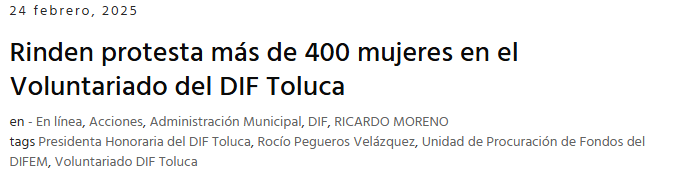 24 febrero, 2025
Rinden protesta más de 400 mujeres en el
Voluntariado del DIF Toluca
en - En línea, Acciones, Administración Municipal, DIF, RICARDO MORENO
tags Presidenta Honoraria del DIF Toluca, Rocío Pegueros Velázquez, Unidad de Procuración de Fondos del
DIFEM, Voluntariado DIF Toluca